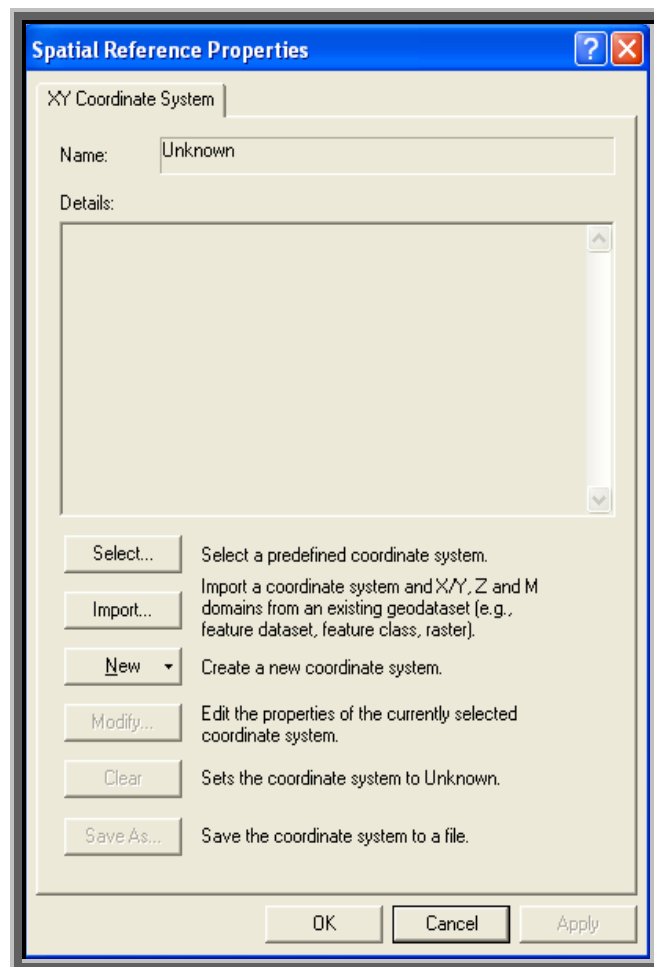 Spatial Reference Properties
XY Coordinate System
Name: Unknown
Details:
Select... Select a predefined coordinate system.
Import... Import a coordinate system and X/Y, Z and M
domains from an existing geodataset (e.g.,
feature dataset, feature class, raster).
New Create a new coordinate system.
Modify... Edit the properties of the currently selected
coordinate system.
Clear Sets the coordinate system to Unknown.
Save As... Save the coordinate system to a file.
OK Cancel Apply